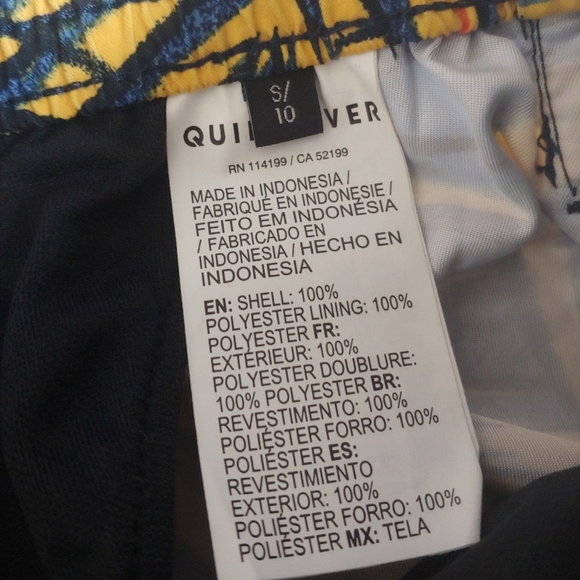 S/
10
QUI VER
RN 114199 / CA 52199
MADE IN INDONESIA /
FABRIQUÉ EN INDONÉSIE /
FEITO EM INDONÉSIA
/ FABRICADO EN
INDONESIA / HECHO EN
INDONESIA
EN: SHELL: 100%
POLYESTER LINING: 100%
POLYESTER FR:
EXTÉRIEUR: 100%
POLYESTER DOUBLURE:
100% POLYESTER BR:
REVESTIMENTO: 100%
POLIÉSTER FORRO: 100%
POLIÉSTER ES:
REVESTIMIENTO
EXTERIOR: 100%
POLIÉSTER FORRO: 100%
POLIÉSTER MX: TELA